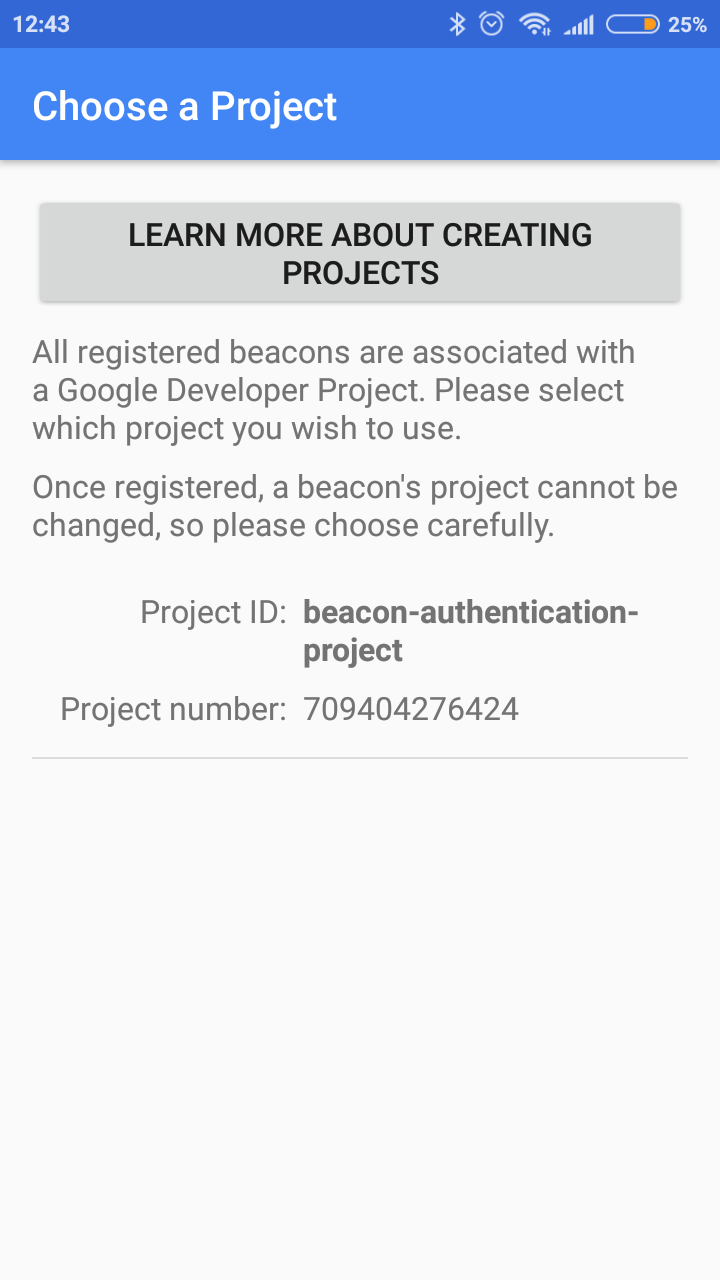 12:43
25%
Choose a Project
LEARN MORE ABOUT CREATING
PROJECTS
All registered beacons are associated with
a Google Developer Project. Please select
which project you wish to use.
Once registered, a beacon's project cannot be
changed, so please choose carefully.
Project ID: beacon-authentication-
project
Project number: 709404276424